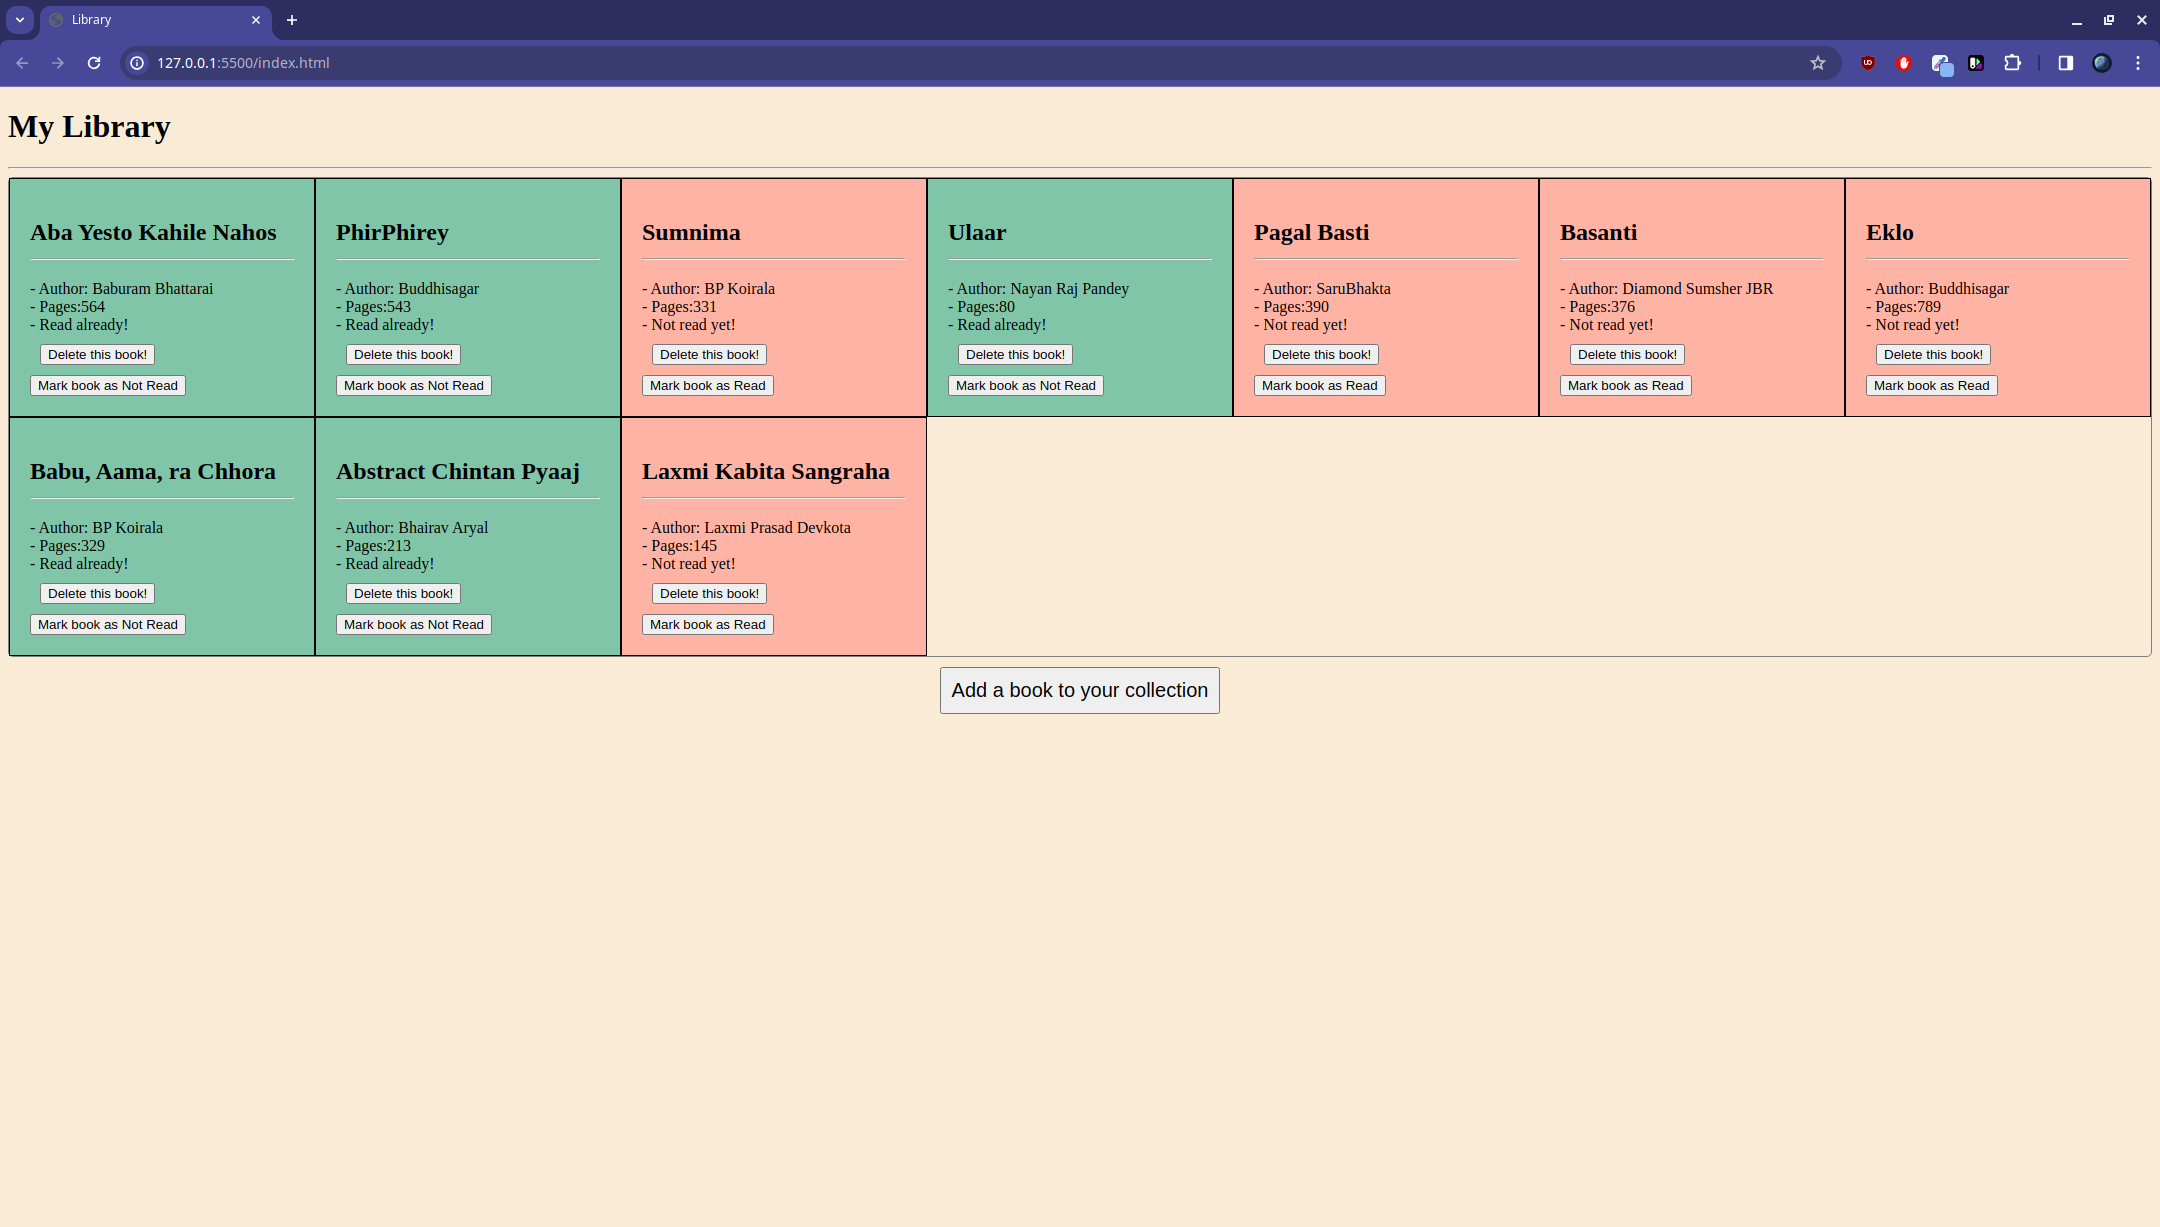 Library
127.0.0.1:5500/index.html
My Library
Aba Yesto Kahile Nahos
- Author: Baburam Bhattarai
- Pages:564
- Read already!
Delete this book!
Mark book as Not Read
PhirPhirey
- Author: Buddhisagar
- Pages:543
- Read already!
Delete this book!
Mark book as Not Read
Sumnima
- Author: BP Koirala
- Pages:331
- Not read yet!
Delete this book!
Mark book as Read
Ulaar
- Author: Nayan Raj Pandey
- Pages:80
- Read already!
Delete this book!
Mark book as Not Read
Pagal Basti
- Author: SaruBhakta
- Pages:390
- Not read yet!
Delete this book!
Mark book as Read
Basanti
- Author: Diamond Sumsher JBR
- Pages:376
- Not read yet!
Delete this book!
Mark book as Read
Eklo
- Author: Buddhisagar
- Pages:789
- Not read yet!
Delete this book!
Mark book as Read
Babu, Aama, ra Chhora
- Author: BP Koirala
- Pages:329
- Read already!
Delete this book!
Mark book as Not Read
Abstract Chintan Pyaaj
- Author: Bhairav Aryal
- Pages:213
- Read already!
Delete this book!
Mark book as Not Read
Laxmi Kabita Sangraha
- Author: Laxmi Prasad Devkota
- Pages:145
- Not read yet!
Delete this book!
Mark book as Read
Add a book to your collection